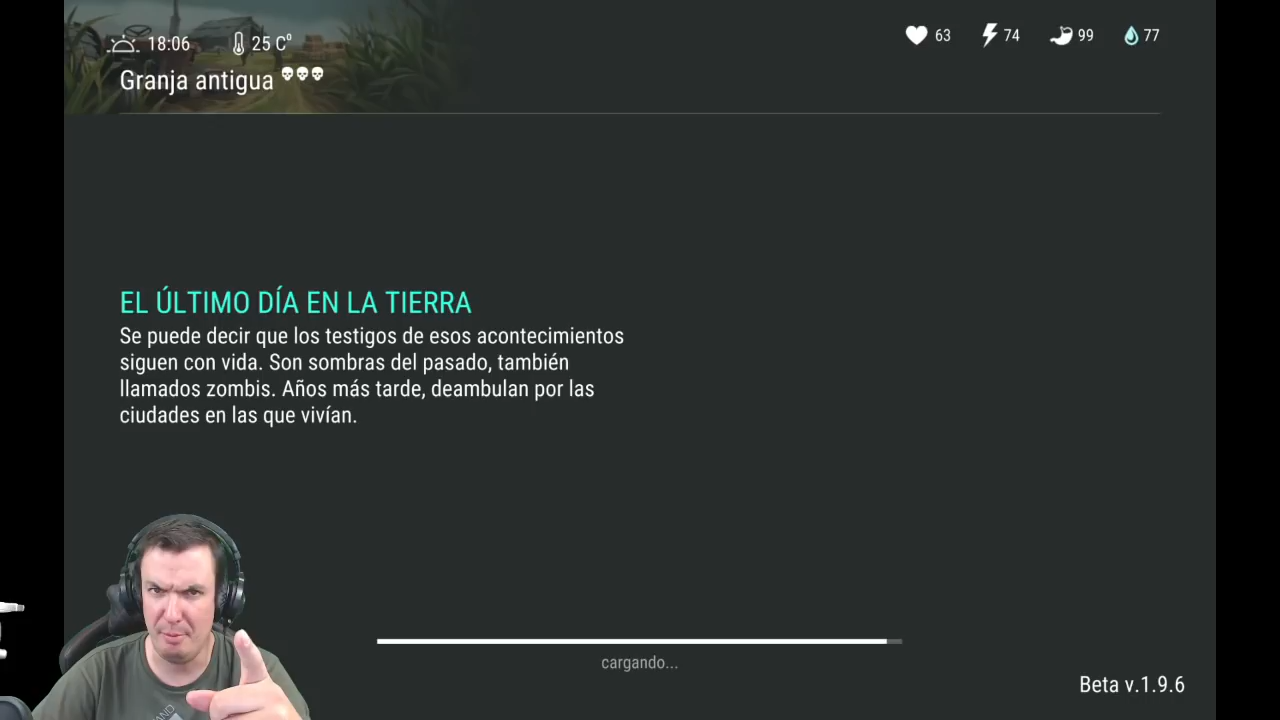 18:06 25 C°
63 74 99 77
Granja antigua
EL ÚLTIMO DÍA EN LA TIERRA
Se puede decir que los testigos de esos acontecimientos
siguen con vida. Son sombras del pasado, también
llamados zombis. Años más tarde, deambulan por las
ciudades en las que vivían.
cargando...
Beta v.1.9.6